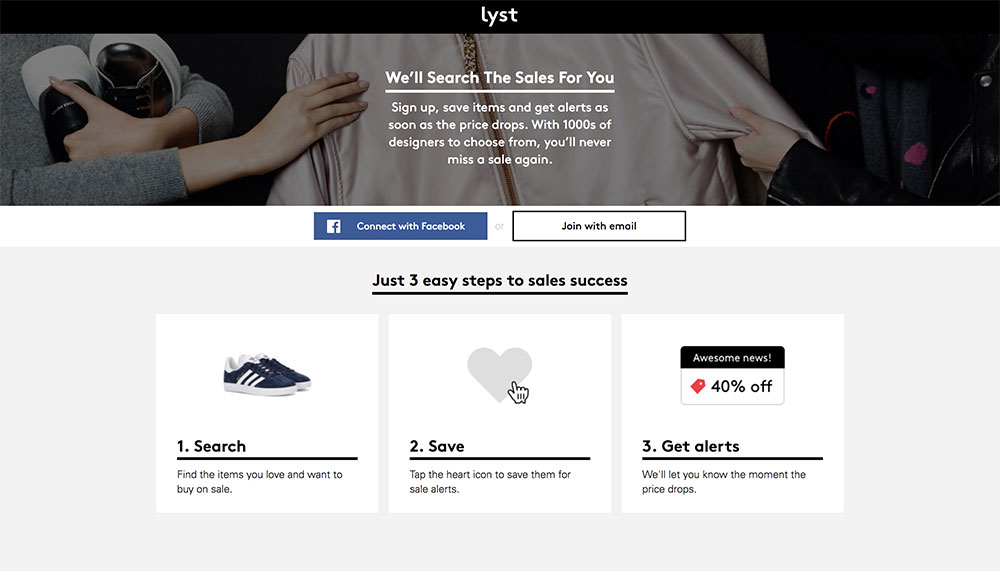 lyst
We'll Search The Sales For You
Sign up, save items and get alerts as
soon as the price drops. With 1000s of
designers to choose from, you'll never
miss a sale again.
Connect with Facebook or Join with email
Just 3 easy steps to sales success
1. Search
Find the items you love and want to
buy on sale.
2. Save
Tap the heart icon to save them for
sale alerts.
Awesome news!
40% off
3. Get alerts
We'll let you know the moment the
price drops.